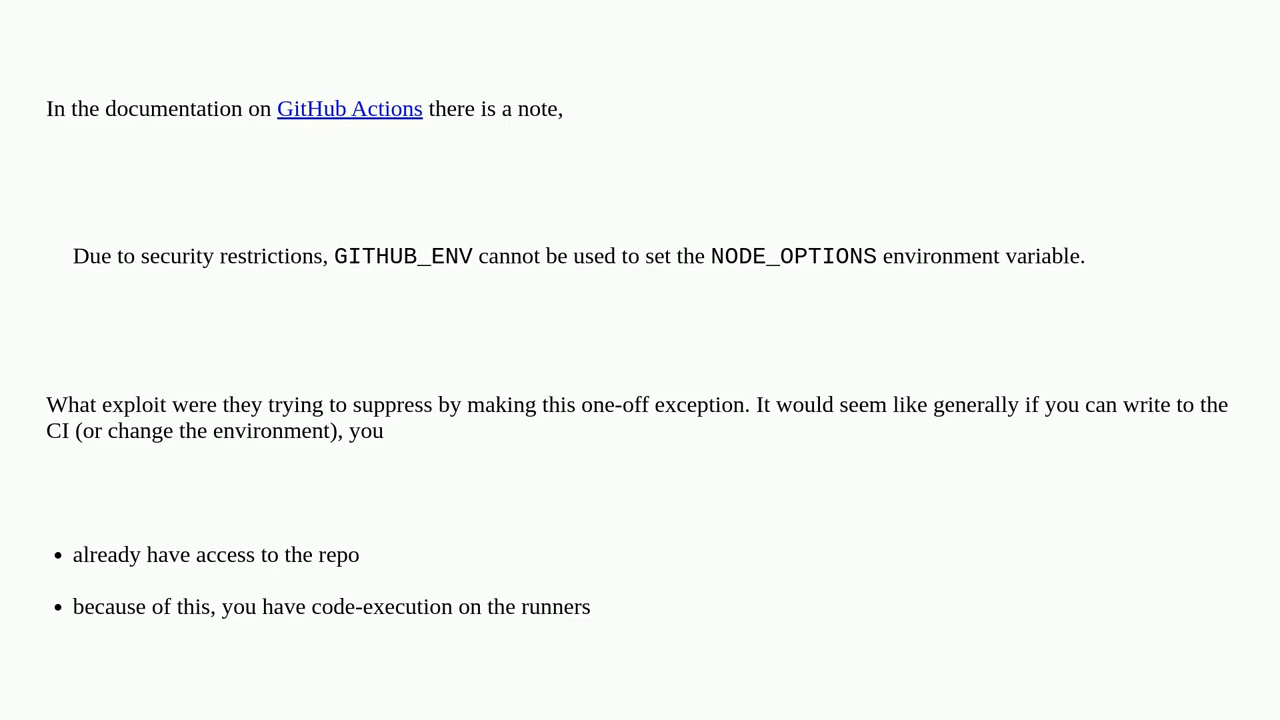 In the documentation on GitHub Actions there is a note,
Due to security restrictions, GITHUB_ENV cannot be used to set the NODE_OPTIONS environment variable.
What exploit were they trying to suppress by making this one-off exception. It would seem like generally if you can write to the
CI (or change the environment), you
• already have access to the repo
• because of this, you have code-execution on the runners